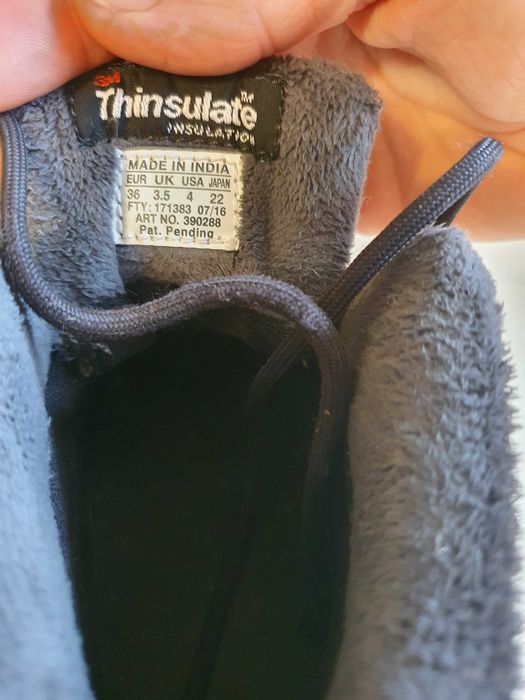 3M
Thinsulate™
INSULATION
MADE IN INDIA
EUR UK USA JAPAN
36 3.5 4 22
FTY: 171383 07/16
ART NO. 390288
Pat. Pending